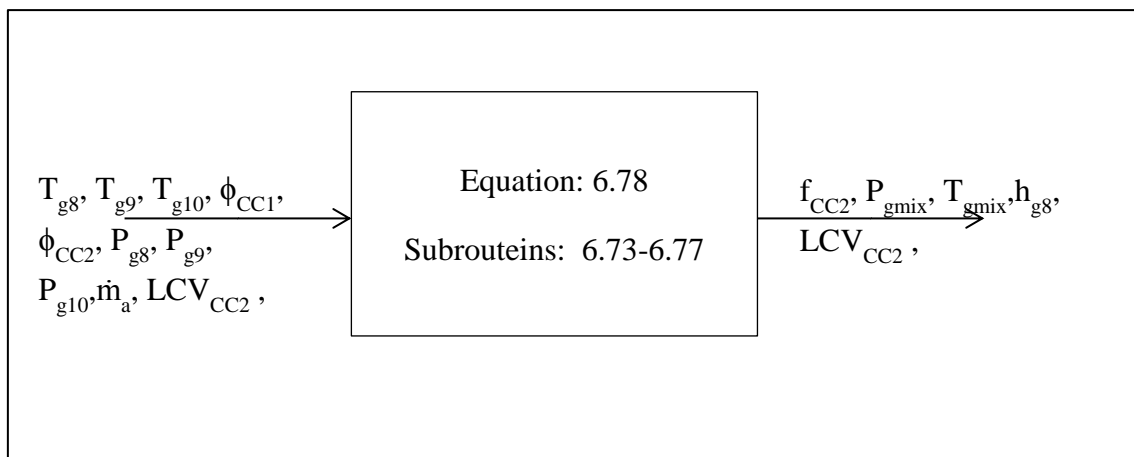 T_g8, T_g9, T_g10, ϕ_CC1,
ϕ_CC2, P_g8, P_g9,
P_g10,ṁ_a, LCV_CC2 ,
Equation: 6.78
Subrouteins: 6.73-6.77
f_CC2, P_gmix, T_gmix,h_g8,
LCV_CC2 ,